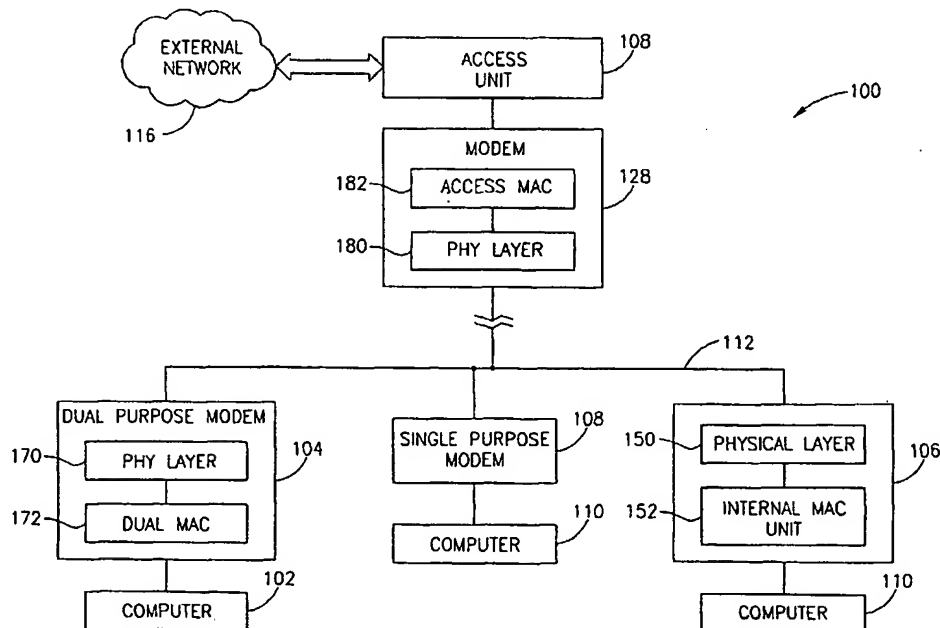 EXTERNAL
NETWORK
116
ACCESS
UNIT
108
100
MODEM
182
ACCESS MAC
128
180
PHY LAYER
112
DUAL PURPOSE MODEM
170
PHY LAYER
104
172
DUAL MAC
COMPUTER
102
SINGLE PURPOSE
MODEM
108
COMPUTER
110
150
PHYSICAL LAYER
106
152
INTERNAL MAC
UNIT
COMPUTER
110